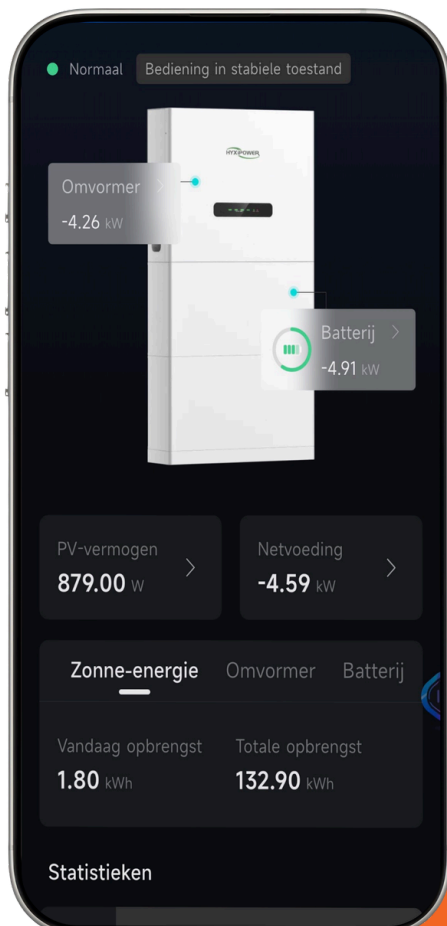 Normaal Bediening in stabiele toestand
HYXIPOWER
Omvormer
-4.26 kW
Batterij
-4.91 kW
PV-vermogen
879.00 W
Netvoeding
-4.59 kW
Zonne-energie Omvormer Batterij
Vandaag opbrengst Totale opbrengst
1.80 kWh 132.90 kWh
Statistieken